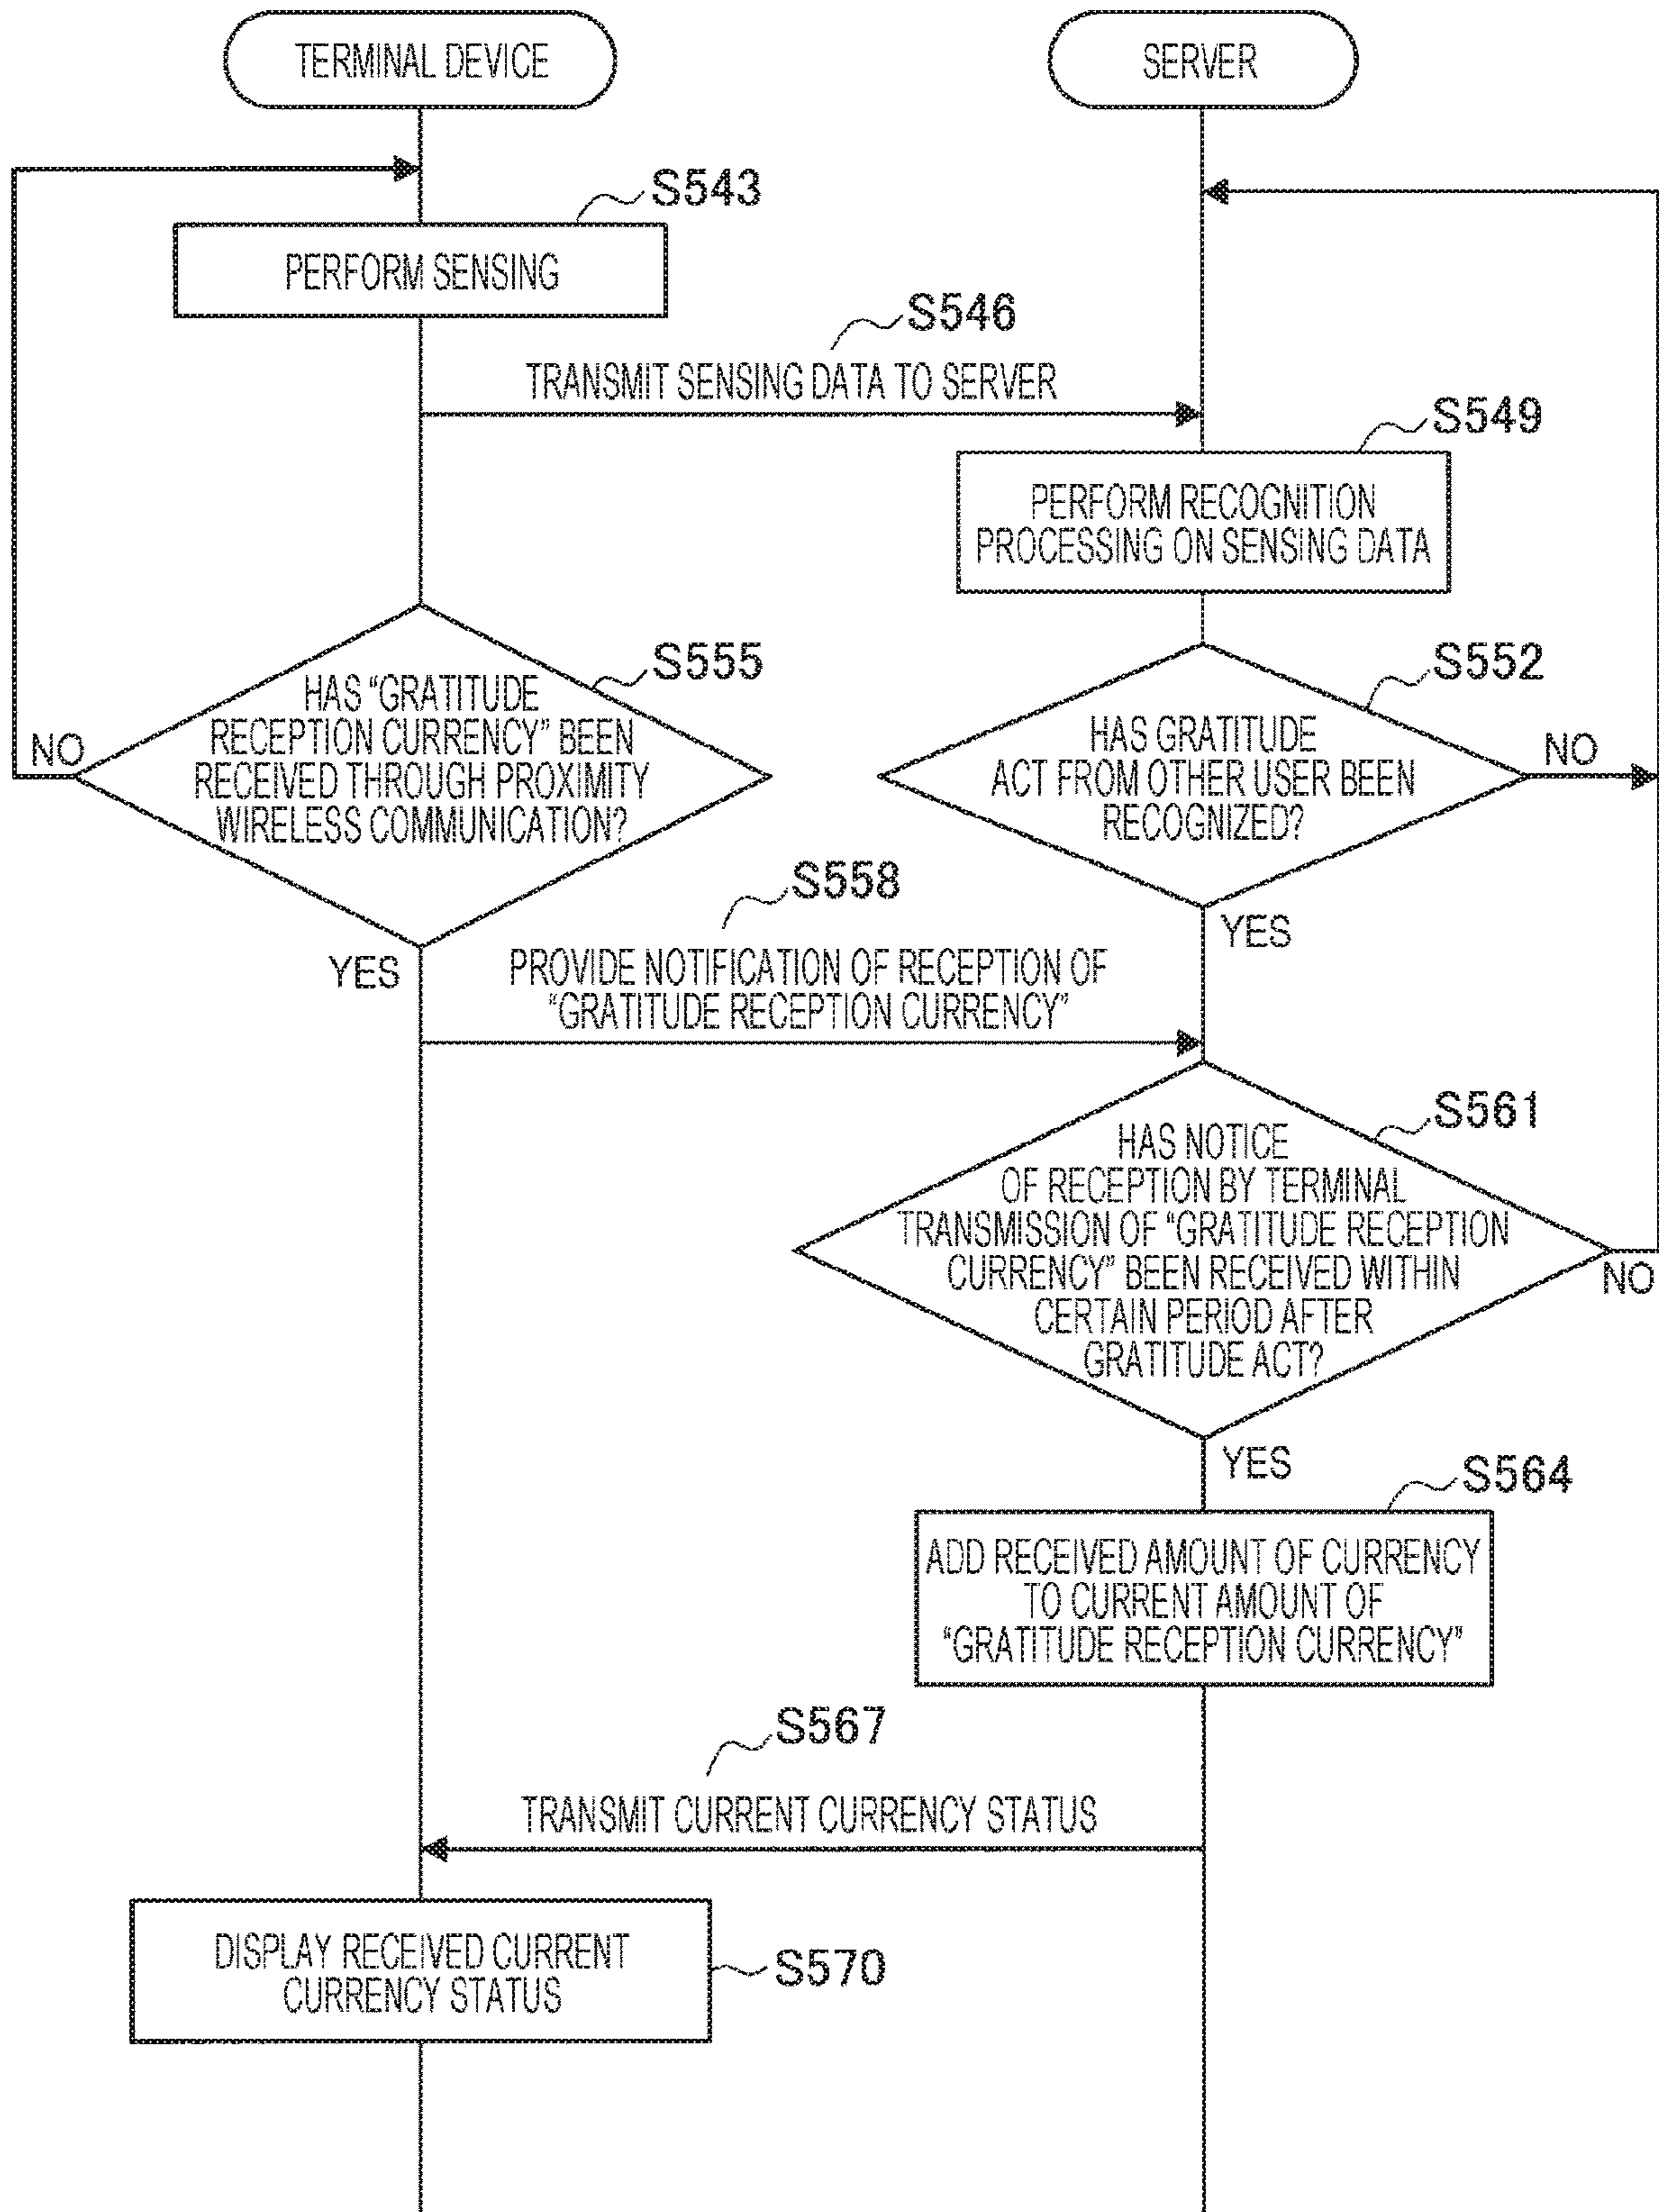 TERMINAL DEVICE
SERVER
S543
PERFORM SENSING
S546
TRANSMIT SENSING DATA TO SERVER
S549
PERFORM RECOGNITION
PROCESSING ON SENSING DATA
S555
HAS “GRATITUDE
RECEPTION CURRENCY” BEEN
RECEIVED THROUGH PROXIMITY
WIRELESS COMMUNICATION?
NO
YES
S552
HAS GRATITUDE
ACT FROM OTHER USER BEEN
RECOGNIZED?
NO
YES
S558
PROVIDE NOTIFICATION OF RECEPTION OF
“GRATITUDE RECEPTION CURRENCY”
S561
HAS NOTICE
OF RECEPTION BY TERMINAL
TRANSMISSION OF “GRATITUDE RECEPTION
CURRENCY” BEEN RECEIVED WITHIN
CERTAIN PERIOD AFTER
GRATITUDE ACT?
NO
YES
S564
ADD RECEIVED AMOUNT OF CURRENCY
TO CURRENT AMOUNT OF
“GRATITUDE RECEPTION CURRENCY”
S567
TRANSMIT CURRENT CURRENCY STATUS
DISPLAY RECEIVED CURRENT
CURRENCY STATUS
S570